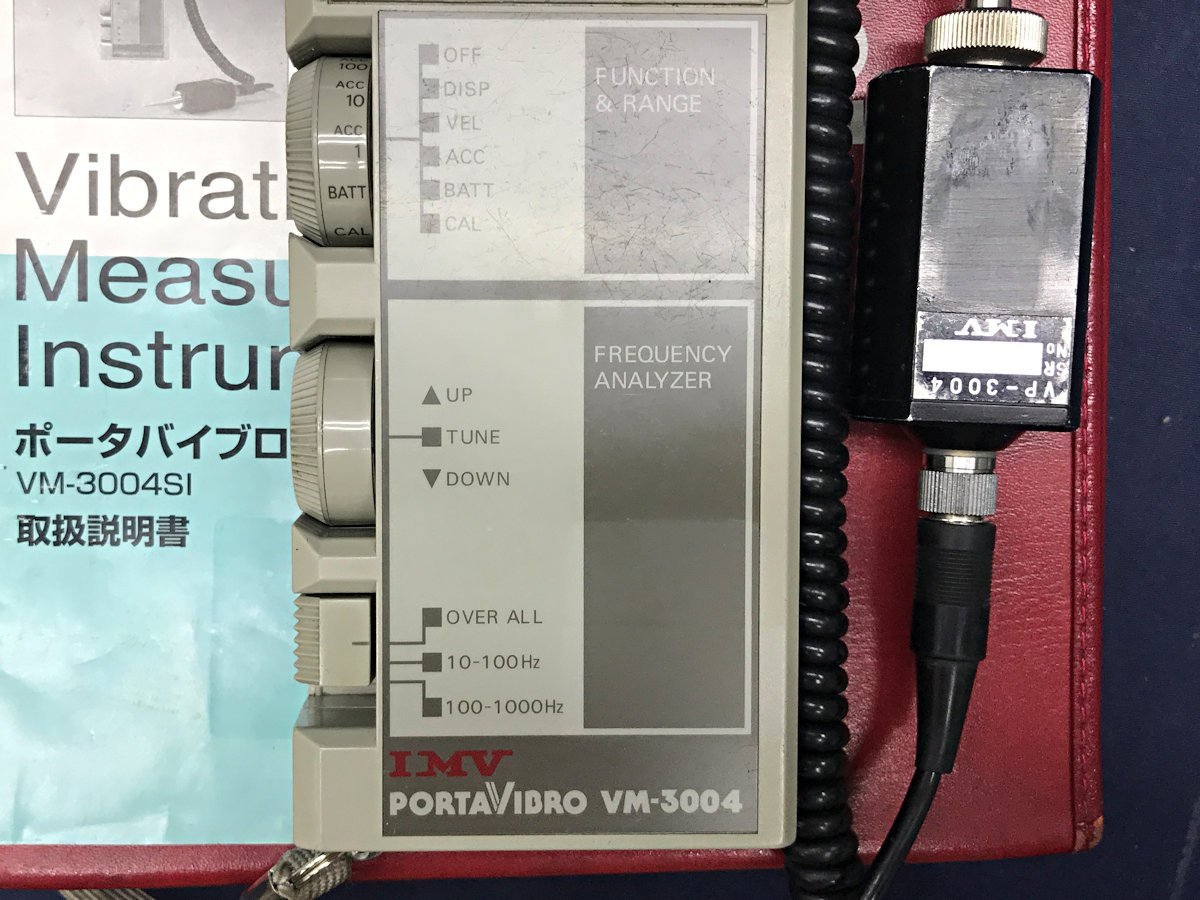 Vibrat
Measu
Instrur
ポータバイブロ
VM-3004SI
取扱説明書
ACC
100
ACC
10
ACC
1
BATT
CAL
OFF
DISP
VEL
ACC
BATT
CAL
FUNCTION
& RANGE
FREQUENCY
ANALYZER
▲ UP
TUNE
▼ DOWN
OVER ALL
10-100Hz
100-1000Hz
IMV
PORTAVIBRO VM-3004
VP-3004
SR
No
IMV